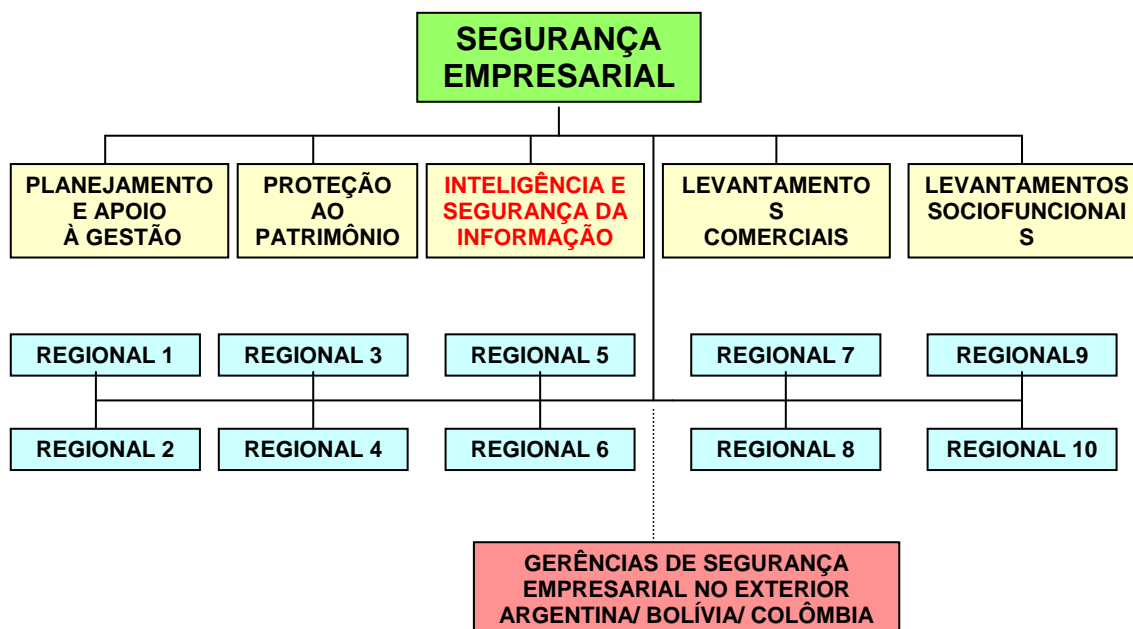 SEGURANÇA
EMPRESARIAL
PLANEJAMENTO
E APOIO
À GESTÃO
PROTEÇÃO
AO
PATRIMÔNIO
INTELIGÊNCIA E
SEGURANÇA DA
INFORMAÇÃO
LEVANTAMENTO
S
COMERCIAIS
LEVANTAMENTOS
SOCIOFUNCIONAI
S
REGIONAL 1
REGIONAL 3
REGIONAL 5
REGIONAL 7
REGIONAL9
REGIONAL 2
REGIONAL 4
REGIONAL 6
REGIONAL 8
REGIONAL 10
GERÊNCIAS DE SEGURANÇA
EMPRESARIAL NO EXTERIOR
ARGENTINA/ BOLÍVIA/ COLÔMBIA